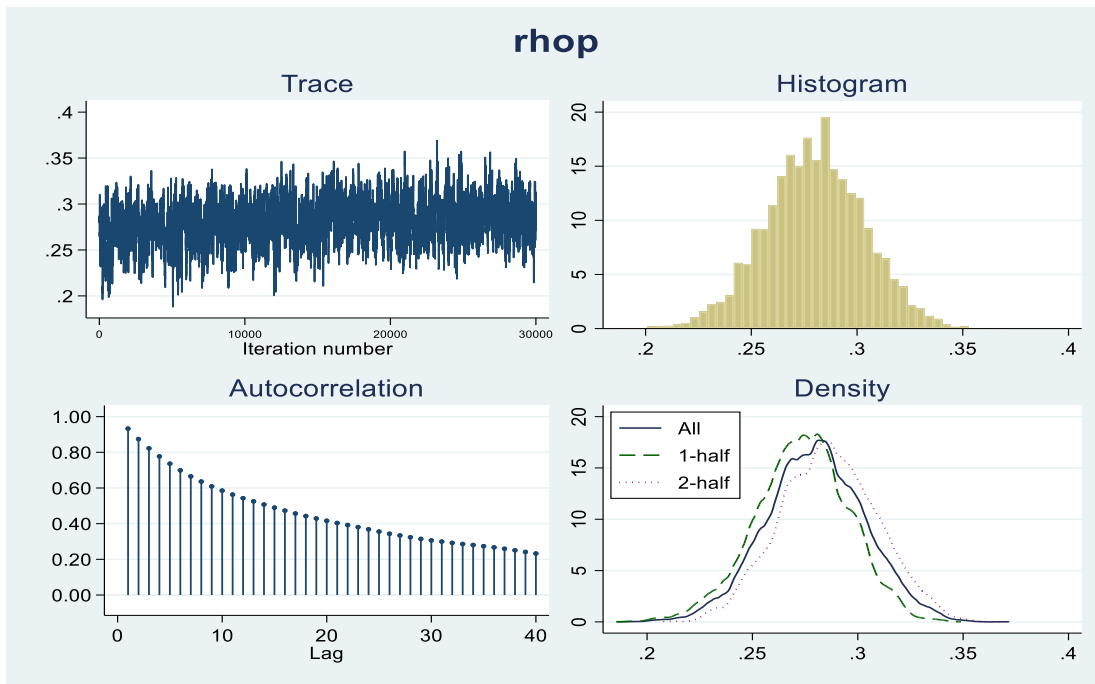 rhop
Trace
.4
.35
.3
.25
.2
0 10000 20000 30000
Iteration number
Histogram
20
15
10
5
0
.2 .25 .3 .35 .4
Autocorrelation
1.00
0.80
0.60
0.40
0.20
0.00
0 10 20 30 40
Lag
Density
20
15
10
5
0
All
1-half
2-half
.2 .25 .3 .35 .4